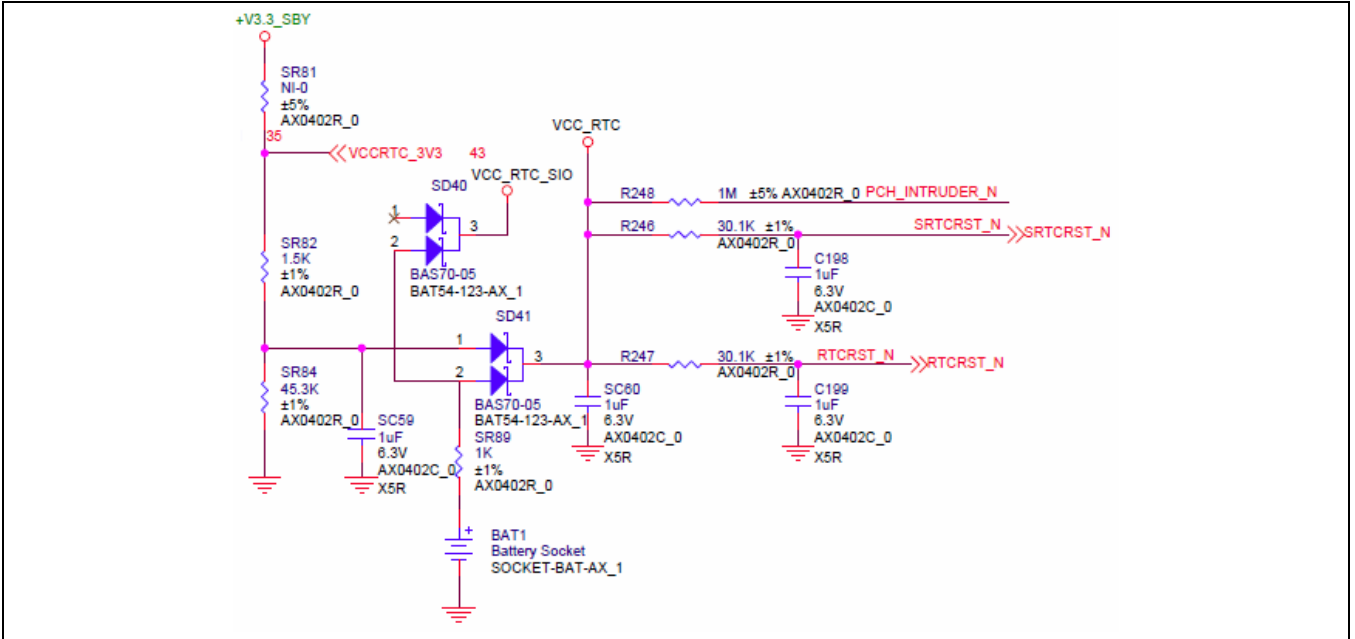 +V3.3_SBY
SR81
NI-0
±5%
AX0402R_0
35
VCCRTC_3V3 43
VCC_RTC
VCC_RTC_SIO
SD40
1
3
2
BAS70-05
BAT54-123-AX_1
R248 1M ±5% AX0402R_0 PCH_INTRUDER_N
R246 30.1K ±1%
AX0402R_0
SRTCRST_N
SRTCRST_N
C198
1uF
6.3V
AX0402C_0
X5R
SR82
1.5K
±1%
AX0402R_0
SD41
1
3
2
BAS70-05
BAT54-123-AX_1
R247 30.1K ±1%
AX0402R_0
RTCRST_N
RTCRST_N
SR84
45.3K
±1%
AX0402R_0
SC59
1uF
6.3V
AX0402C_0
X5R
SR89
1K
±1%
AX0402R_0
SC60
1uF
6.3V
AX0402C_0
X5R
C199
1uF
6.3V
AX0402C_0
X5R
+
BAT1
Battery Socket
SOCKET-BAT-AX_1